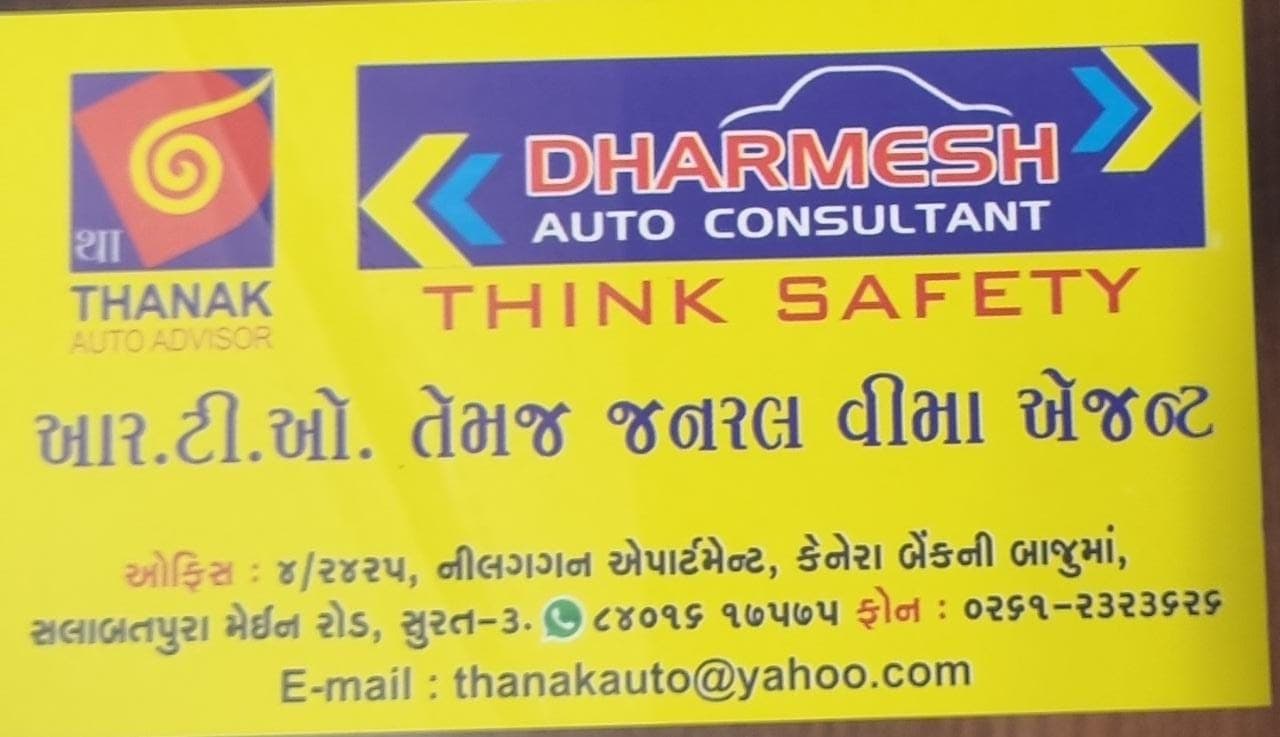 થા
THANAK
AUTO ADVISOR
DHARMESH
AUTO CONSULTANT
THINK SAFETY
આર.ટી.ઓ. તેમજ જનરલ વીમા એજન્ટ
ઓફિસ : ૪/૨૪૨૫, નીલગગન એપાર્ટમેન્ટ, કેનેરા બેંકની બાજુમાં,
સલાબતપુરા મેઈન રોડ, સુરત-૩. ૮૪૦૧૬ ૧૭૫૭૫ ફોન : ૦૨૬૧-૨૩૨૩૬૨૬
E-mail : thanakauto@yahoo.com